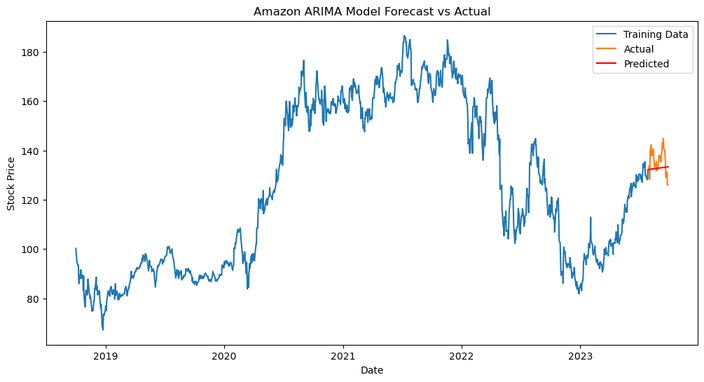 Amazon ARIMA Model Forecast vs Actual
Training Data
Actual
Predicted
Stock Price
180
160
140
120
100
80
2019
2020
2021
2022
2023
Date